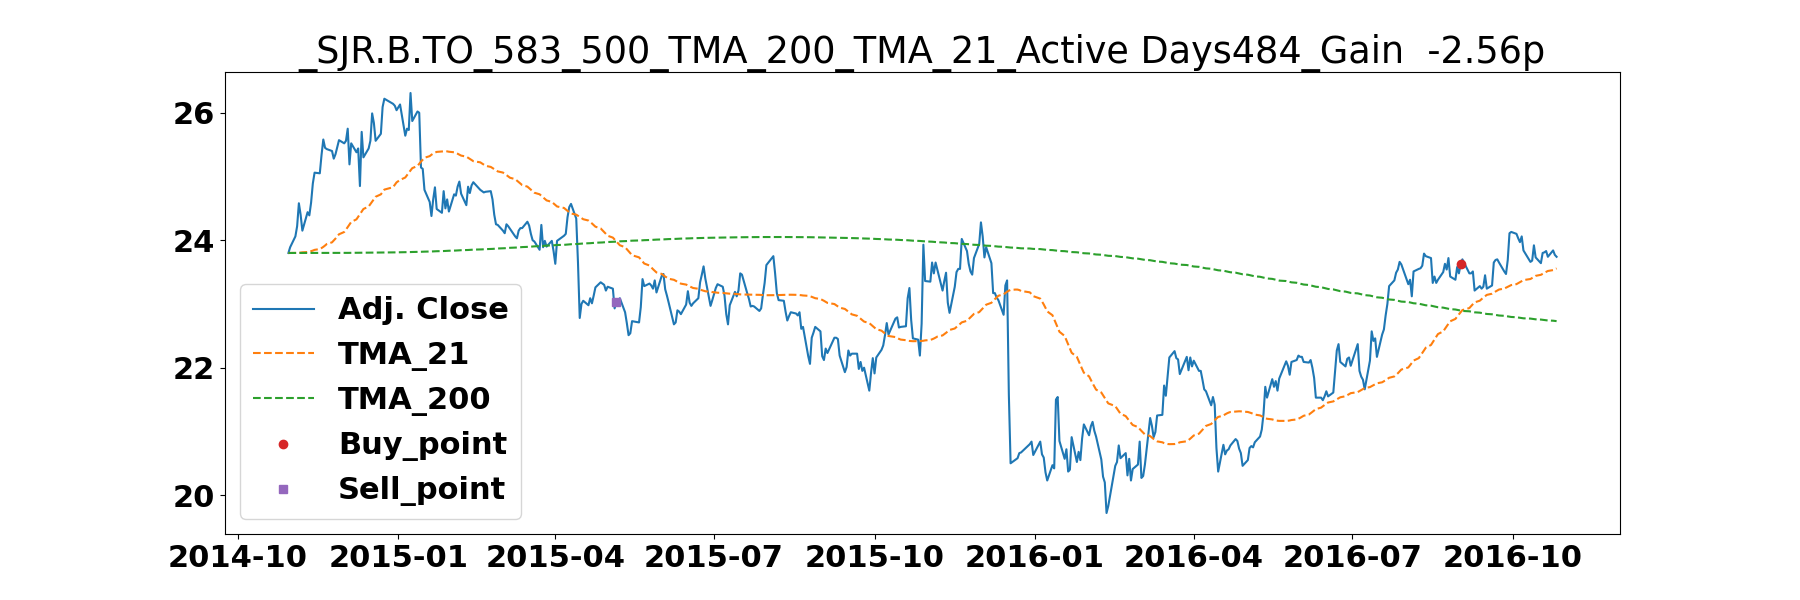 _SJR.B.TO_583_500_TMA_200_TMA_21_Active Days484_Gain  -2.56p
26
24
22
20
Adj. Close
TMA_21
TMA_200
Buy_point
Sell_point
2014-10 2015-01 2015-04 2015-07 2015-10 2016-01 2016-04 2016-07 2016-10